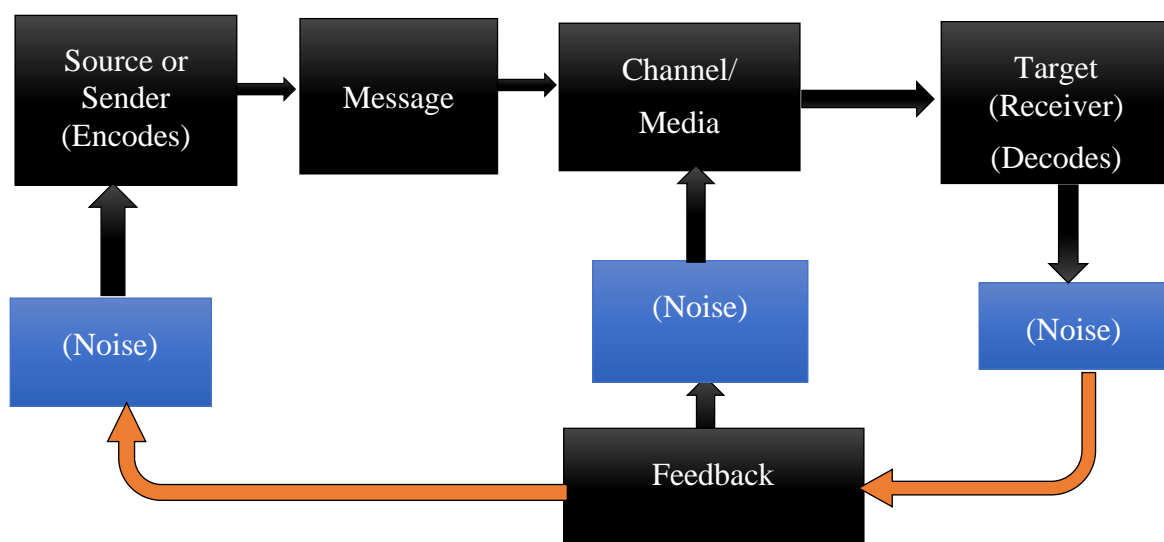 Source or
Sender
(Encodes)
Message
Channel/
Media
Target
(Receiver)
(Decodes)
(Noise)
(Noise)
(Noise)
Feedback